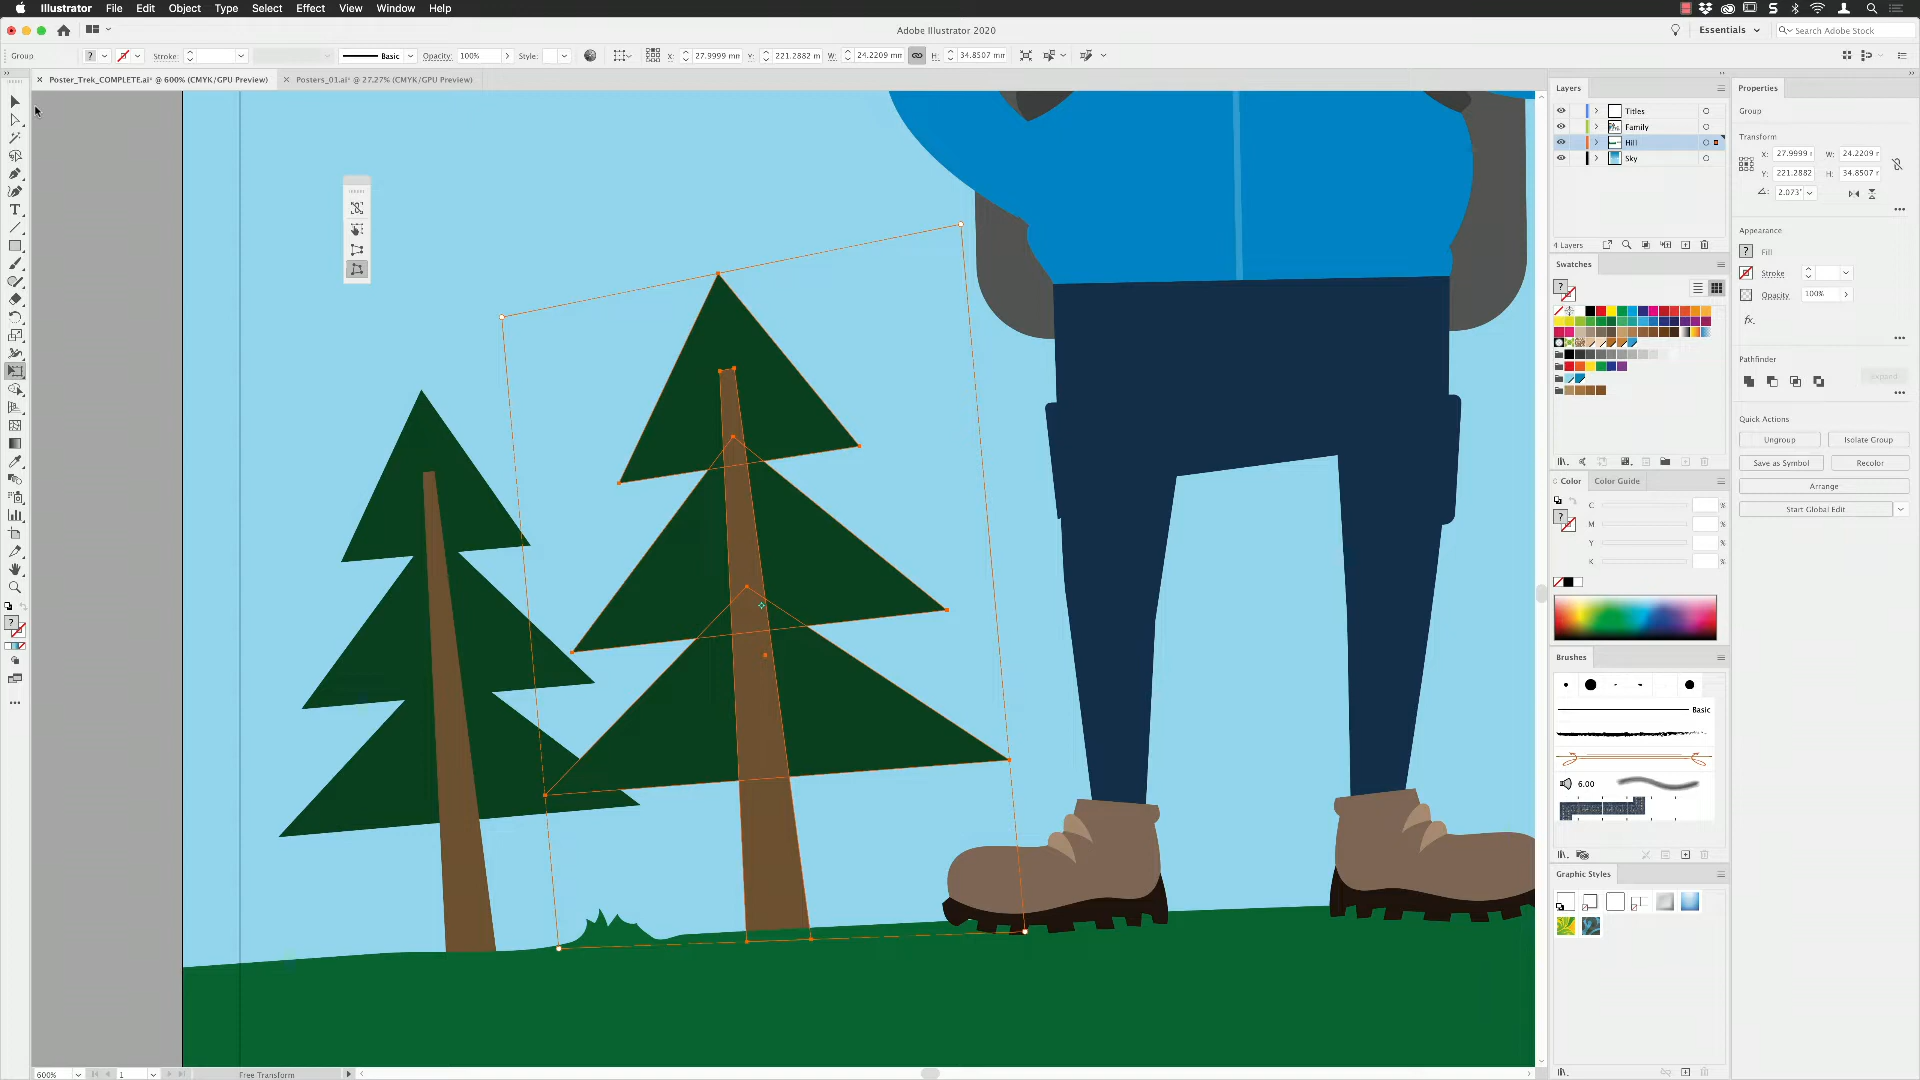 Illustrator File Edit Object Type Select Effect View Window Help
Adobe Illustrator 2020
Essentials
Search Adobe Stock
Group
Stroke:
Basic
Opacity: 100%
Style:
X: 27.9999 mm
Y: 221.2882 m
W: 24.2209 m
H: 34.8507 m
Poster_Trek_COMPLETE.ai* @ 600% (CMYK/GPU Preview)
Posters_01.ai* @ 27.27% (CMYK/GPU Preview)
Layers
Titles
Family
Hill
Sky
4 Layers
Swatches
Color
Color Guide
C %
M %
Y %
K %
Brushes
Basic
6.00
Graphic Styles
Properties
Group
Transform
X: 27.9999 r
W: 24.2209 r
Y: 221.2882
H: 34.8507 r
2.073°
Appearance
Fill
Stroke
Opacity 100%
fx.
Pathfinder
Expand
Quick Actions
Ungroup
Isolate Group
Save as Symbol
Recolor
Arrange
Start Global Edit
600%
1
Free Transform